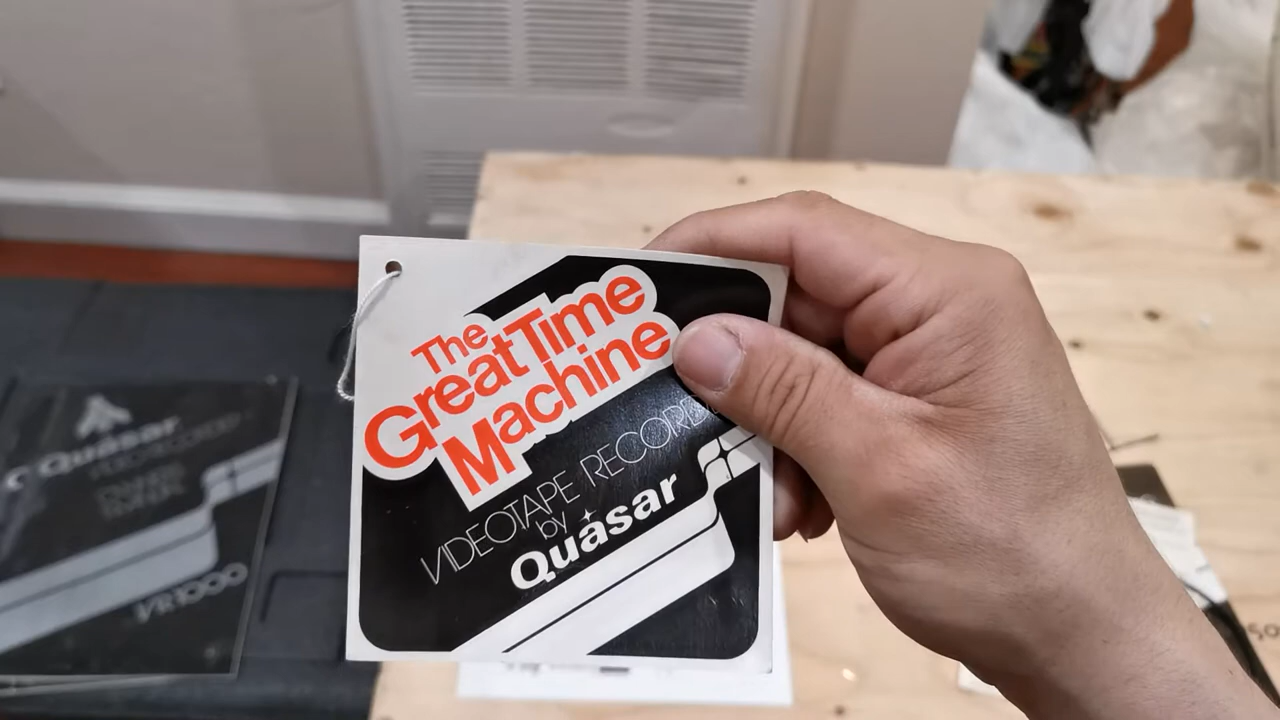 The
Great Time
Machine
VIDEOTAPE RECORD
by
Quasar
Quasar
VR1000